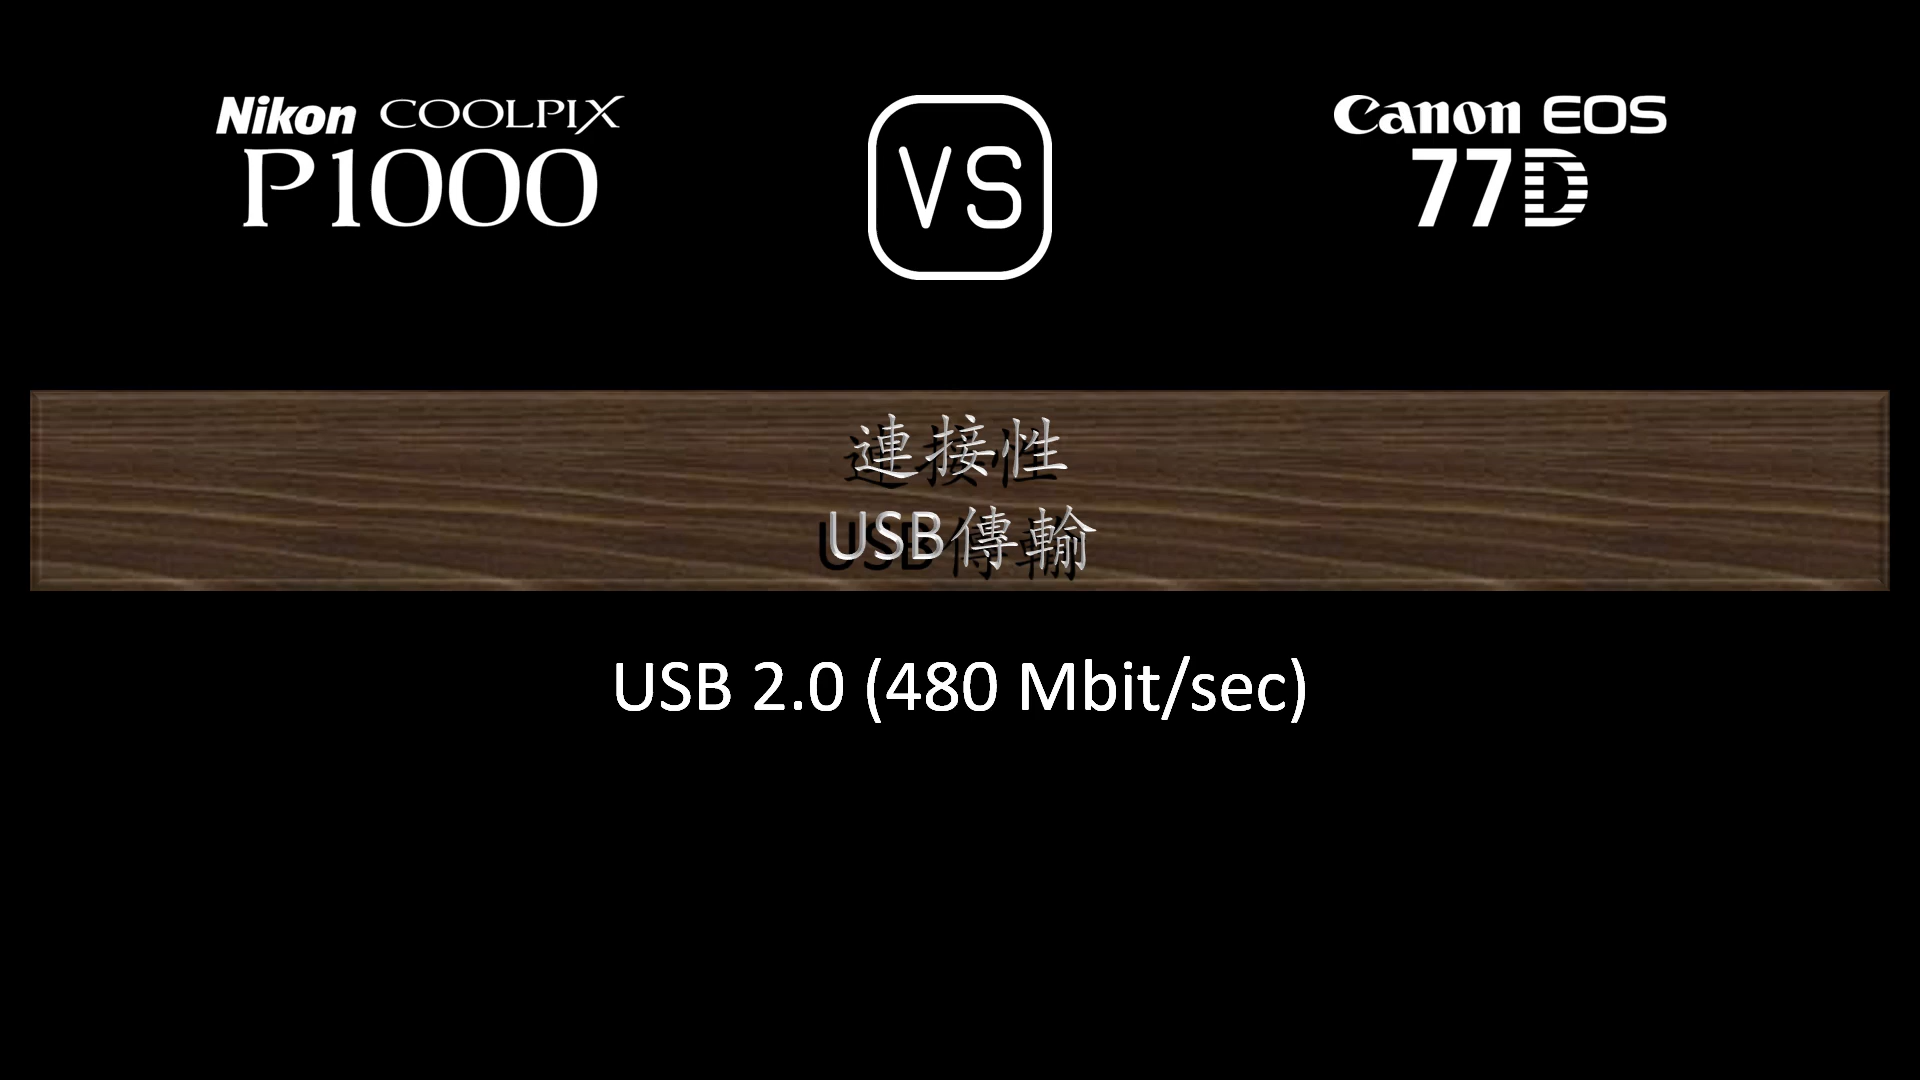 Nikon COOLPIX
P1000
VS
Canon EOS
77D
連接性
USB傳輸
USB 2.0 (480 Mbit/sec)